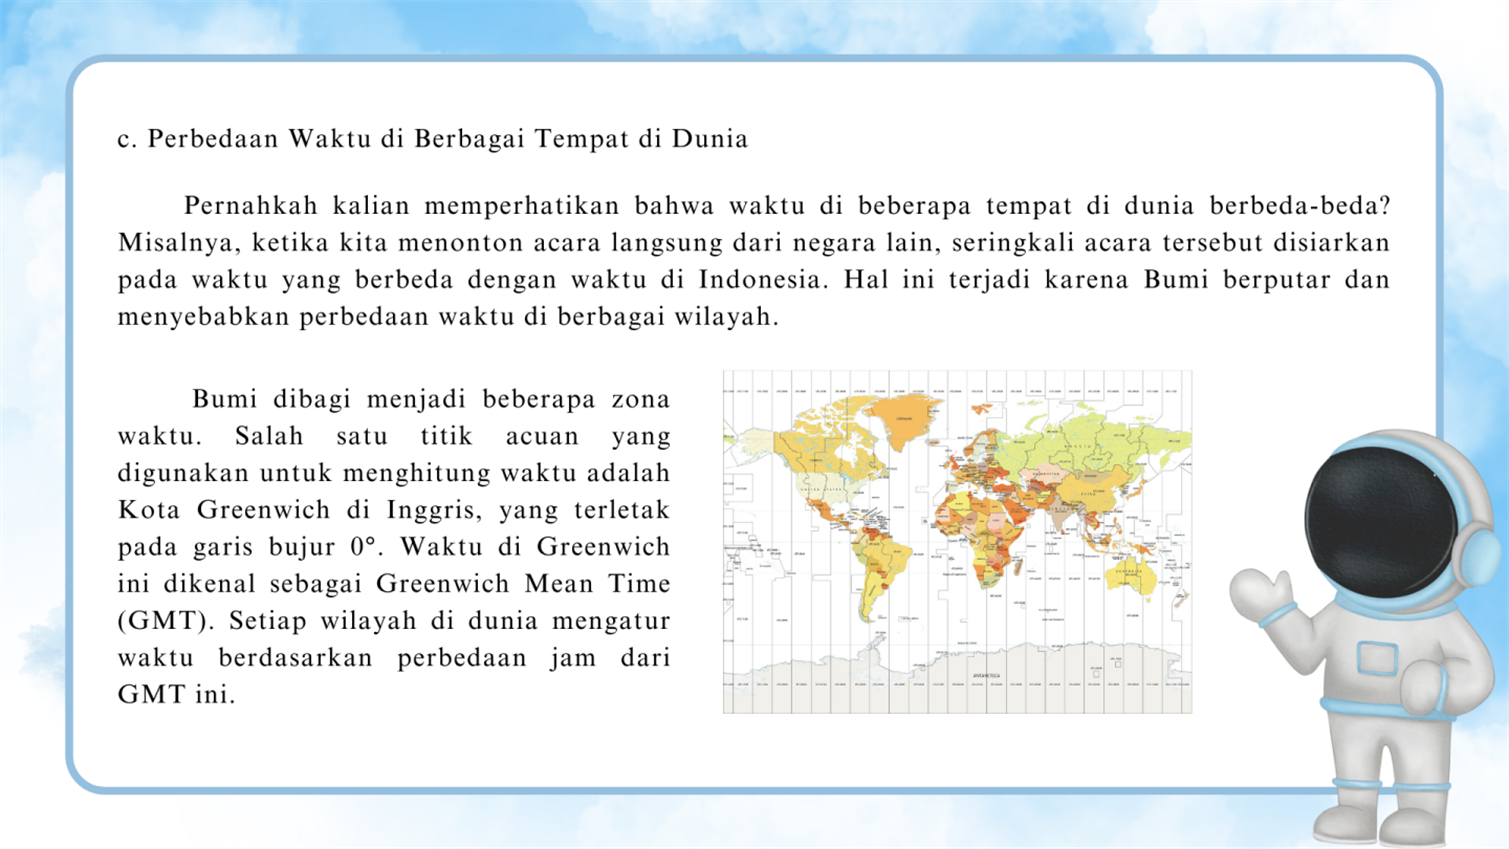 c. Perbedaan Waktu di Berbagai Tempat di Dunia
Pernahkah kalian memperhatikan bahwa waktu di beberapa tempat di dunia berbeda-beda?
Misalnya, ketika kita menonton acara langsung dari negara lain, seringkali acara tersebut disiarkan
pada waktu yang berbeda dengan waktu di Indonesia. Hal ini terjadi karena Bumi berputar dan
menyebabkan perbedaan waktu di berbagai wilayah.
Bumi dibagi menjadi beberapa zona
waktu. Salah satu titik acuan yang
digunakan untuk menghitung waktu adalah
Kota Greenwich di Inggris, yang terletak
pada garis bujur 0°. Waktu di Greenwich
ini dikenal sebagai Greenwich Mean Time
(GMT). Setiap wilayah di dunia mengatur
waktu berdasarkan perbedaan jam dari
GMT ini.
ANTARCTICA